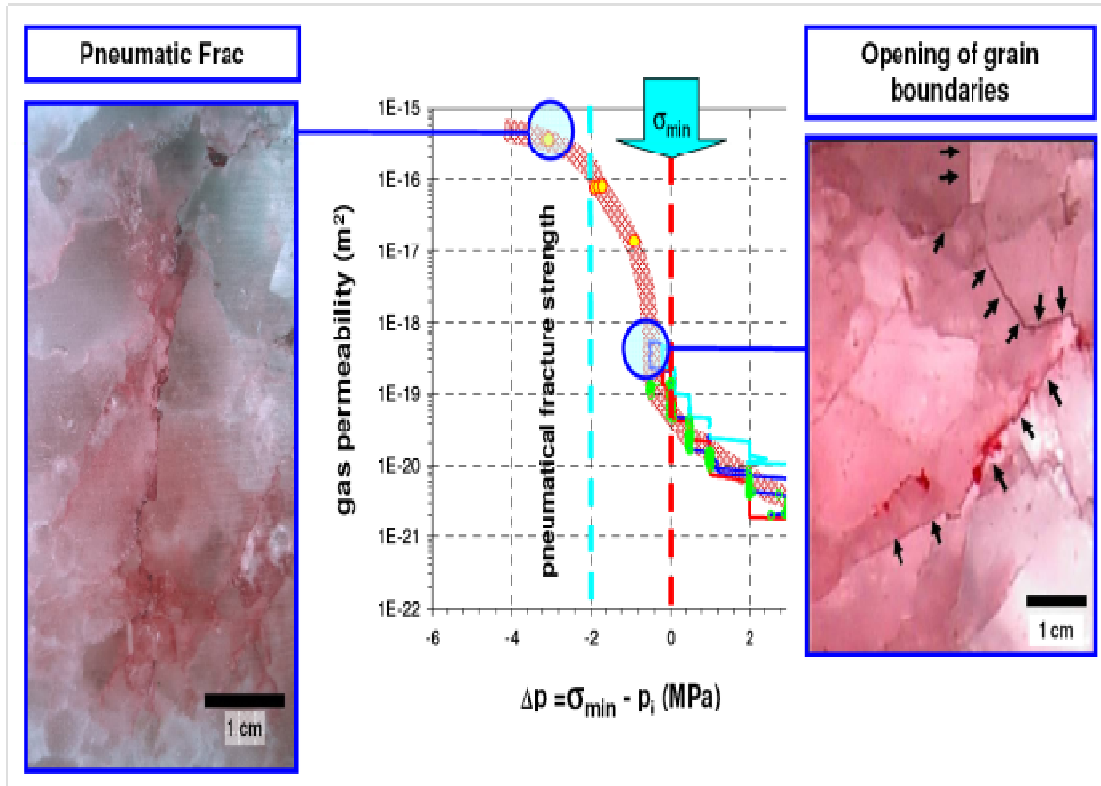 Pneumatic Frac
Opening of grain
boundaries
σmin
1E-15
1E-16
1E-17
1E-18
1E-19
1E-20
1E-21
1E-22
gas permeability (m²)
pneumatical fracture strength
-6
-4
-2
0
2
Δp =σmin - pi (MPa)
1 cm
1 cm